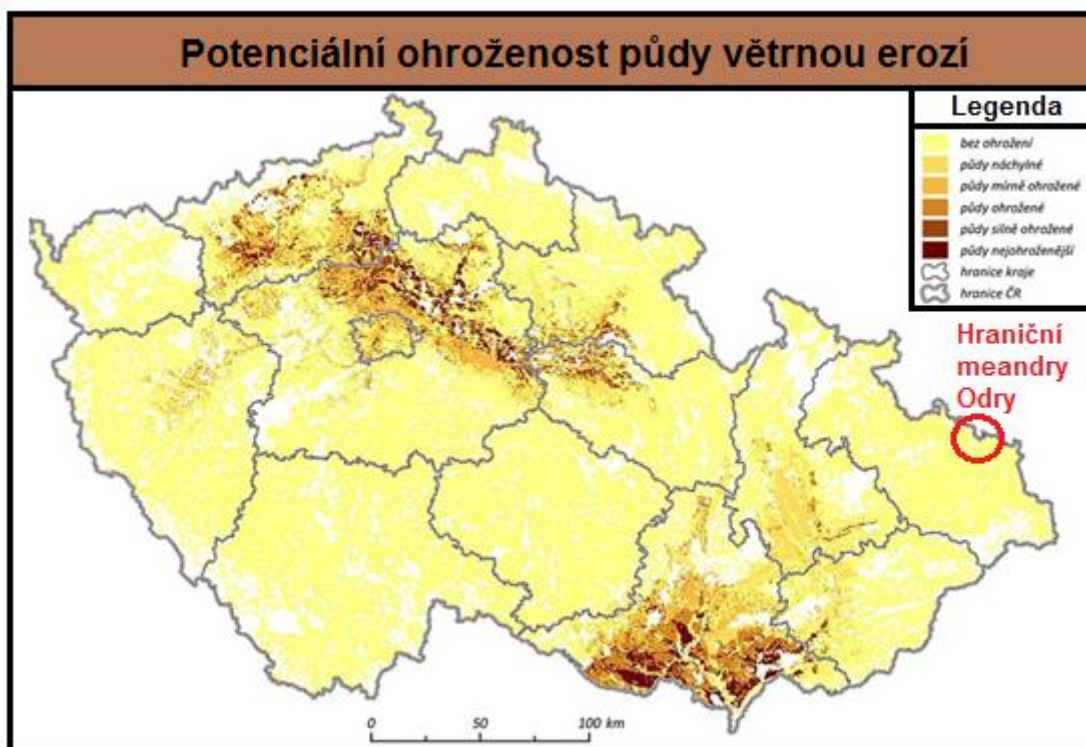 Potenciální ohroženost půdy větrnou erozí
Legenda
bez ohrožení
půdy náchylné
půdy mírně ohrožené
půdy ohrožené
půdy silně ohrožené
půdy nejohroženější
hranice kraje
hranice ČR
Hraniční
meandry
Odry
0 50 100 km